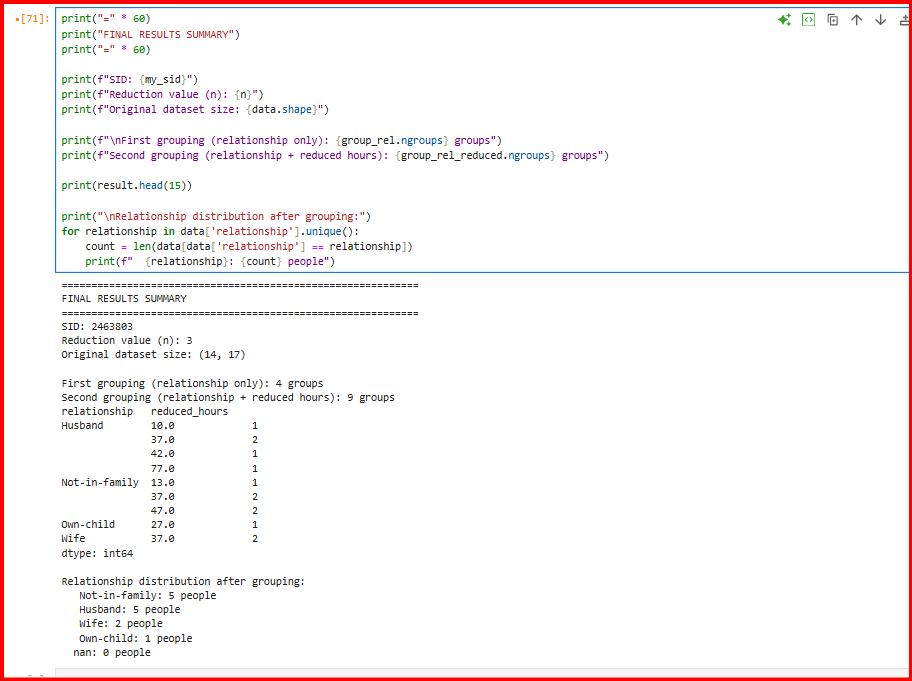 [71]: print("=" * 60)
print("FINAL RESULTS SUMMARY")
print("=" * 60)

print(f"SID: {my_sid}")
print(f"Reduction value (n): {n}")
print(f"Original dataset size: {data.shape}")

print(f"\nFirst grouping (relationship only): {group_rel.ngroups} groups")
print(f"Second grouping (relationship + reduced hours): {group_rel_reduced.ngroups} groups")

print(result.head(15))

print("\nRelationship distribution after grouping:")
for relationship in data['relationship'].unique():
    count = len(data[data['relationship'] == relationship])
    print(f"  {relationship}: {count} people")

============================================================
FINAL RESULTS SUMMARY
============================================================
SID: 2463803
Reduction value (n): 3
Original dataset size: (14, 17)

First grouping (relationship only): 4 groups
Second grouping (relationship + reduced hours): 9 groups
relationship   reduced_hours
Husband        10.0             1
               37.0             2
               42.0             1
               77.0             1
Not-in-family  13.0             1
               37.0             2
               47.0             2
Own-child      27.0             1
Wife           37.0             2
dtype: int64

Relationship distribution after grouping:
   Not-in-family: 5 people
   Husband: 5 people
   Wife: 2 people
   Own-child: 1 people
  nan: 0 people